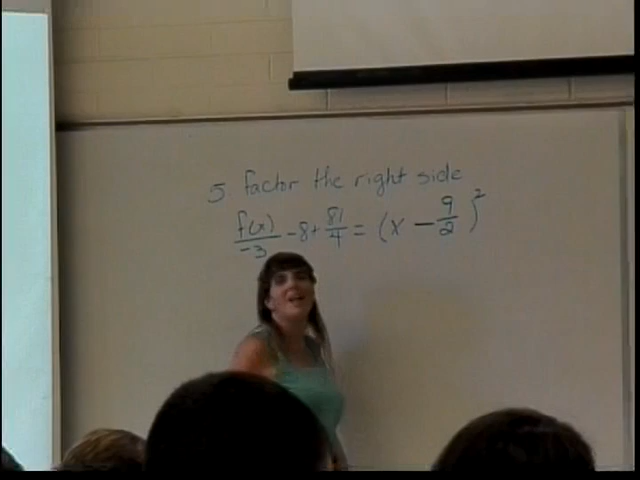 5 factor the right side
f(x)/-3 - 8 + 81/4 = (x - 9/2)²